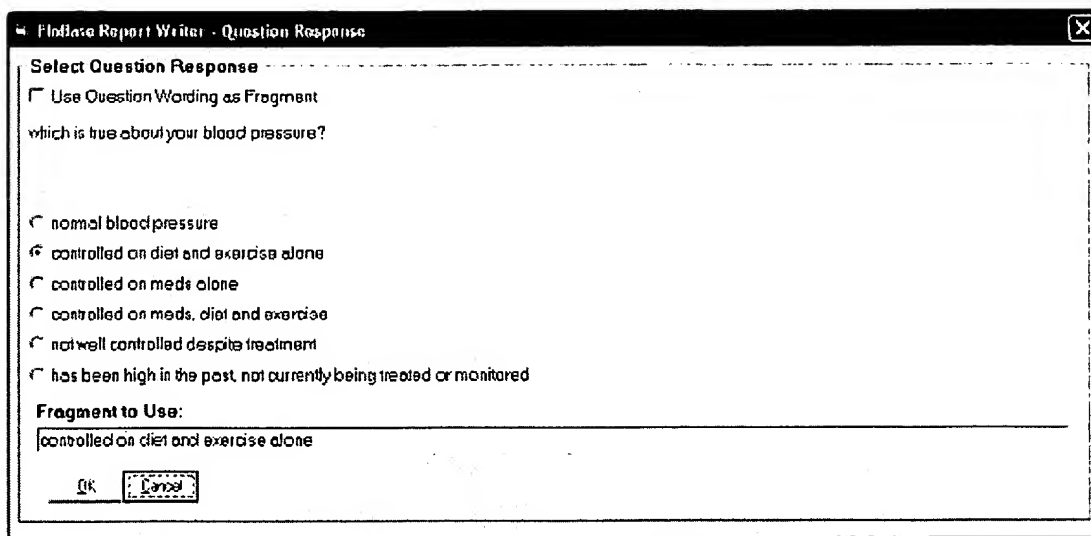 Report Writer - Question Response
Select Question Response
Use Question Wording as Fragment
which is true about your blood pressure?
normal blood pressure
controlled on diet and exercise alone
controlled on meds alone
controlled on meds, diet and exercise
not well controlled despite treatment
has been high in the past, not currently being treated or monitored
Fragment to Use:
controlled on diet and exercise alone
OK Cancel